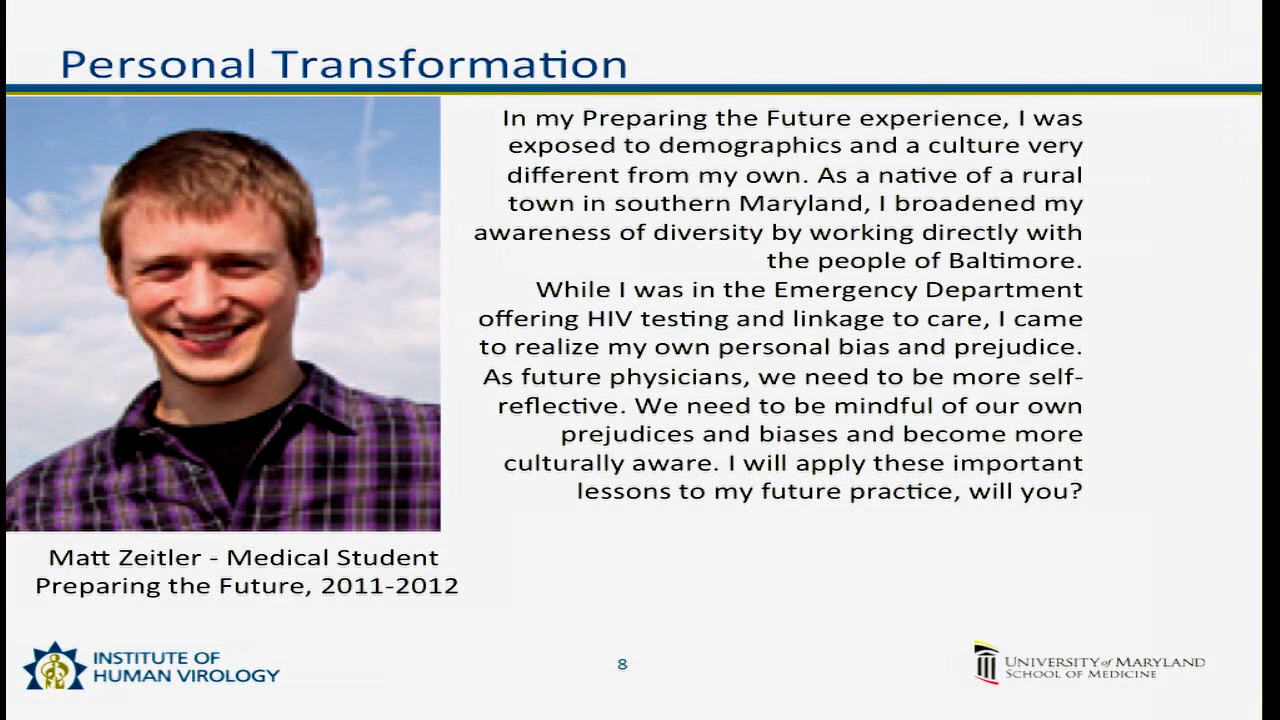 Personal Transformation
In my Preparing the Future experience, I was
exposed to demographics and a culture very
different from my own. As a native of a rural
town in southern Maryland, I broadened my
awareness of diversity by working directly with
the people of Baltimore.
While I was in the Emergency Department
offering HIV testing and linkage to care, I came
to realize my own personal bias and prejudice.
As future physicians, we need to be more self-
reflective. We need to be mindful of our own
prejudices and biases and become more
culturally aware. I will apply these important
lessons to my future practice, will you?
Matt Zeitler - Medical Student
Preparing the Future, 2011-2012
INSTITUTE OF
HUMAN VIROLOGY
8
UNIVERSITY of MARYLAND
SCHOOL OF MEDICINE